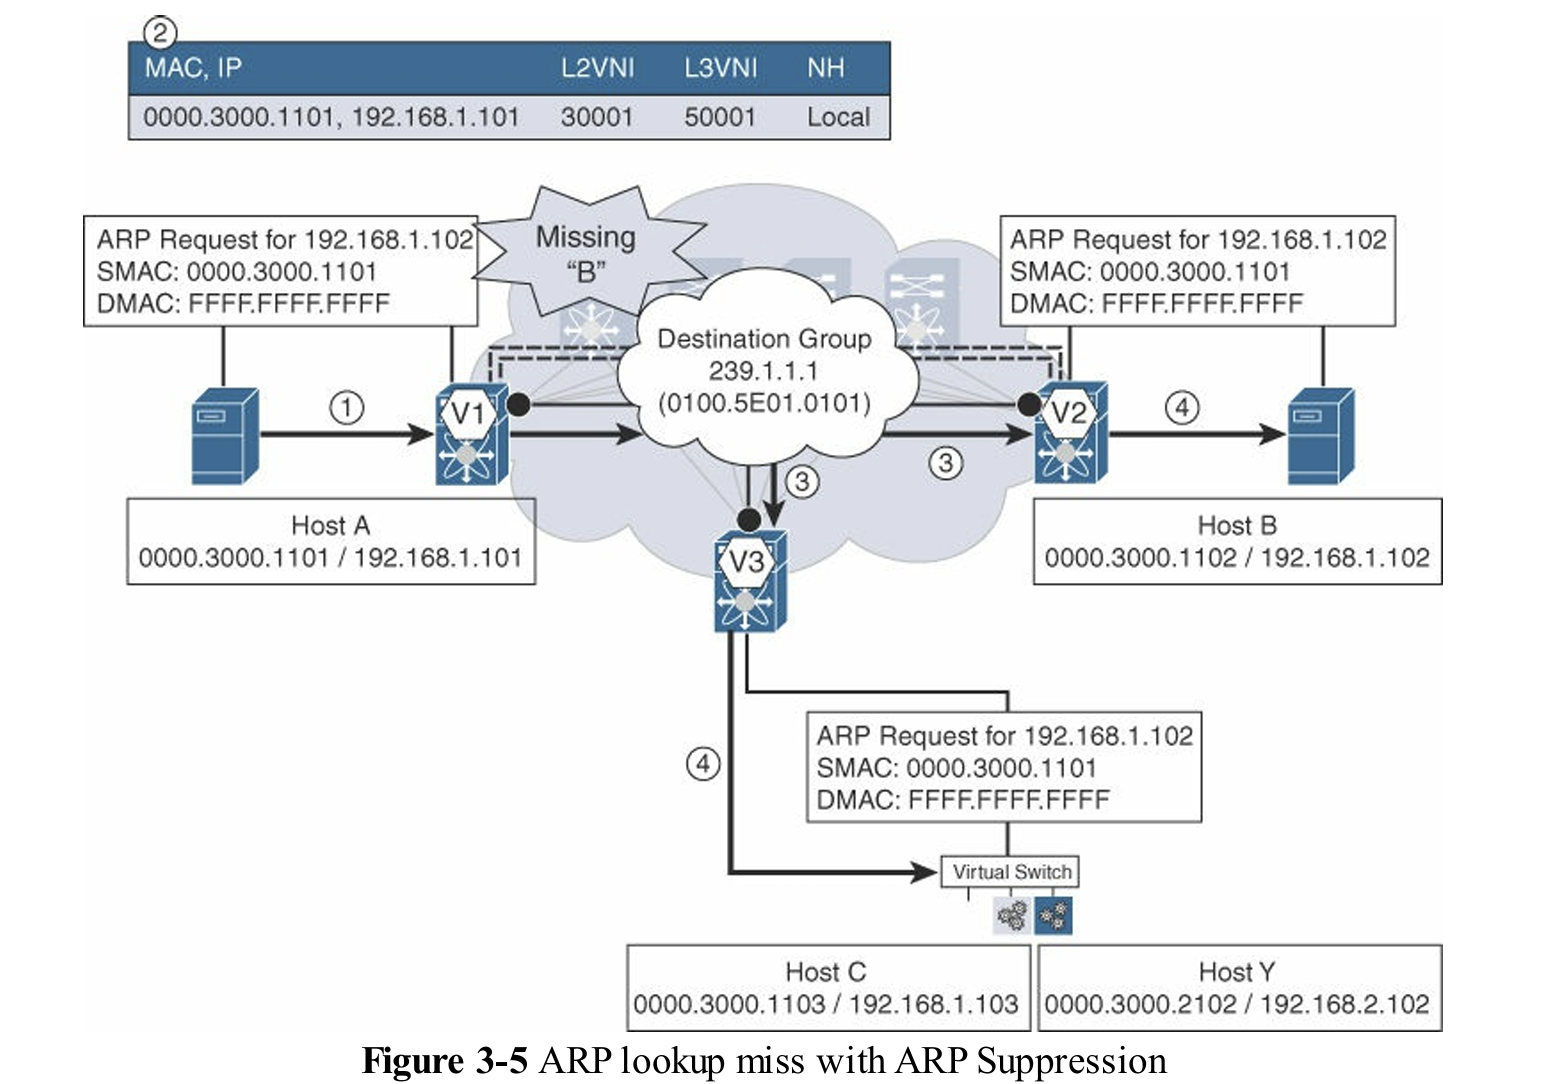 ②
MAC, IP L2VNI L3VNI NH
0000.3000.1101, 192.168.1.101 30001 50001 Local
ARP Request for 192.168.1.102
SMAC: 0000.3000.1101
DMAC: FFFF.FFFF.FFFF
Missing
“B”
ARP Request for 192.168.1.102
SMAC: 0000.3000.1101
DMAC: FFFF.FFFF.FFFF
Destination Group
239.1.1.1
(0100.5E01.0101)
①
V1
V2
④
③
③
Host A
0000.3000.1101 / 192.168.1.101
Host B
0000.3000.1102 / 192.168.1.102
V3
④
ARP Request for 192.168.1.102
SMAC: 0000.3000.1101
DMAC: FFFF.FFFF.FFFF
Virtual Switch
Host C
0000.3000.1103 / 192.168.1.103
Host Y
0000.3000.2102 / 192.168.2.102
Figure 3-5 ARP lookup miss with ARP Suppression